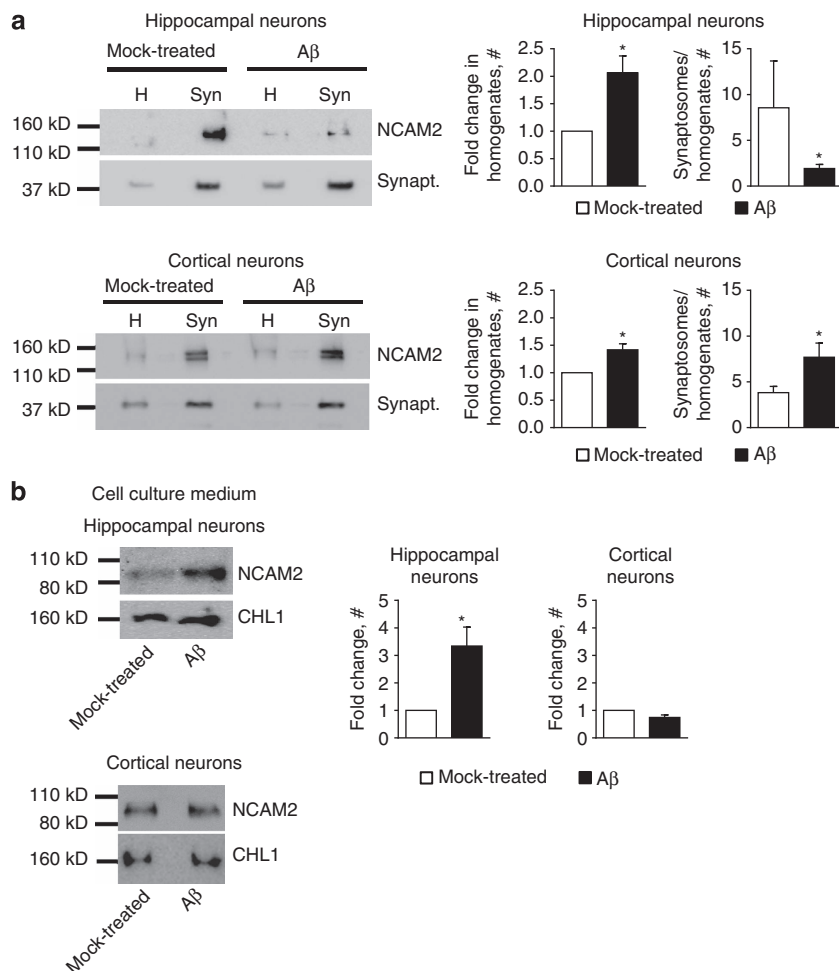 a
Hippocampal neurons
Mock-treated Aβ
H Syn H Syn
160 kD
110 kD
NCAM2
37 kD
Synapt.
Hippocampal neurons
Fold change in
homogenates, #
2.5
2.0
1.5
1.0
0.5
0.0
*
Synaptosomes/
homogenates, #
15
10
5
0
*
Mock-treated Aβ
Cortical neurons
Mock-treated Aβ
H Syn H Syn
160 kD
110 kD
NCAM2
37 kD
Synapt.
Cortical neurons
Fold change in
homogenates, #
2.5
2.0
1.5
1.0
0.5
0.0
*
Synaptosomes/
homogenates, #
15
10
5
0
*
Mock-treated Aβ
b
Cell culture medium
Hippocampal neurons
110 kD
80 kD
NCAM2
160 kD
CHL1
Mock-treated
Aβ
Cortical neurons
110 kD
80 kD
NCAM2
160 kD
CHL1
Mock-treated
Aβ
Hippocampal
neurons
Fold change, #
5
4
3
2
1
0
*
Cortical
neurons
Fold change, #
5
4
3
2
1
0
Mock-treated Aβ